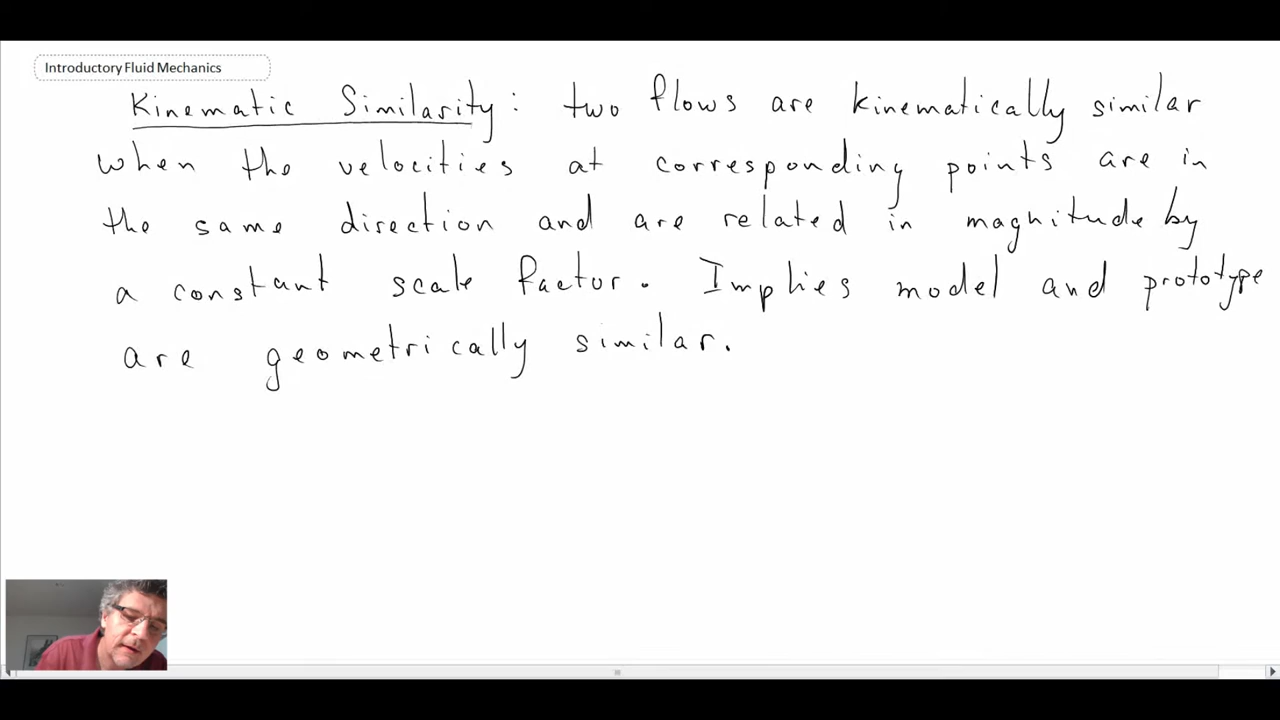 Introductory Fluid Mechanics
Kinematic Similarity: two flows are kinematically similar
when the velocities at corresponding points are in
the same direction and are related in magnitude by
a constant scale factor. Implies model and prototype
are geometrically similar.